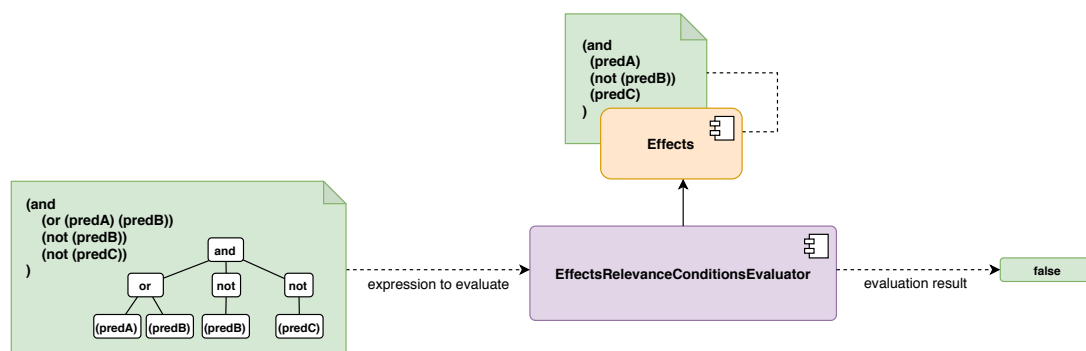 (and
(predA)
(not (predB))
(predC)
)
Effects
(and
(or (predA) (predB))
(not (predB))
(not (predC))
)
and
or
not
not
(predA)
(predB)
(predB)
(predC)
expression to evaluate
EffectsRelevanceConditionsEvaluator
evaluation result
false